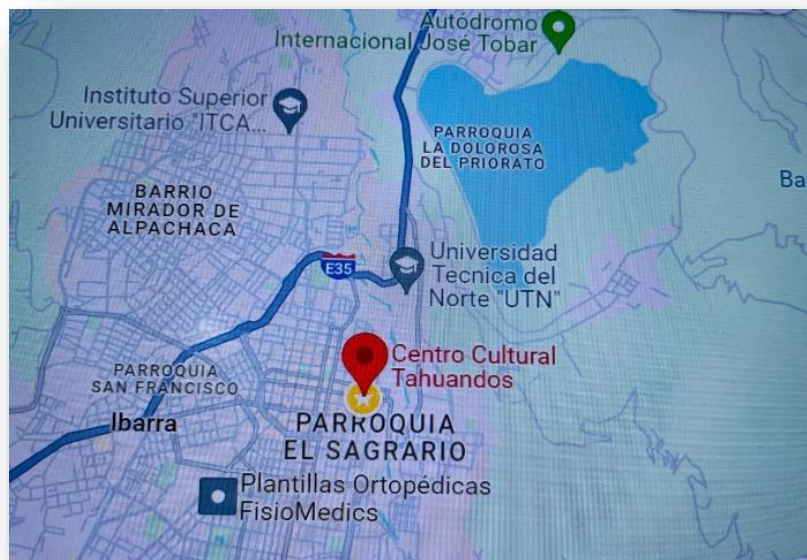 Autódromo
Internacional José Tobar
Instituto Superior
Universitario "ITCA...
PARROQUIA
LA DOLOROSA
DEL PRIORATO
Ba
BARRIO
MIRADOR DE
ALPACHACA
E35
Universidad
Tecnica del
Norte "UTN"
Centro Cultural
Tahuandos
PARROQUIA
SAN FRANCISCO
Ibarra
PARROQUIA
EL SAGRARIO
Plantillas Ortopédicas
FisioMedics